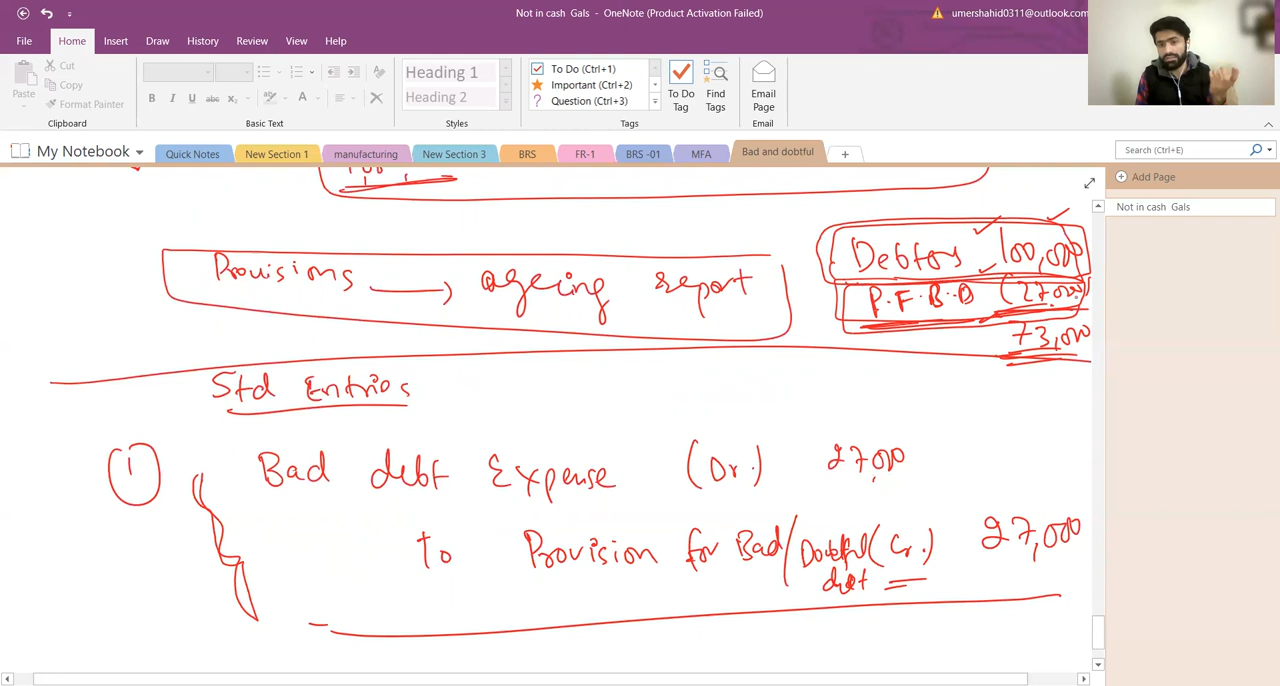 Not in cash Gals - OneNote (Product Activation Failed)
umershahid0311@outlook.com
File Home Insert Draw History Review View Help
Paste
Cut
Copy
Format Painter
Clipboard
B I U abc x₂ A
Basic Text
Heading 1
Heading 2
Styles
To Do (Ctrl+1)
Important (Ctrl+2)
? Question (Ctrl+3)
To Do Tag
Find Tags
Tags
Email Page
Email
My Notebook
Quick Notes
New Section 1
manufacturing
New Section 3
BRS
FR-1
BRS -01
MFA
Bad and doubtful
Search (Ctrl+E)
Add Page
Not in cash Gals
100
Debtors 100,000
P.F.B.D (27,000)
73,000
Provisions → ageing report
Std Entries
1 Bad debt Expense (Dr.) 27,000
to Provision for Bad/Doubtful debt (Cr.) 27,000